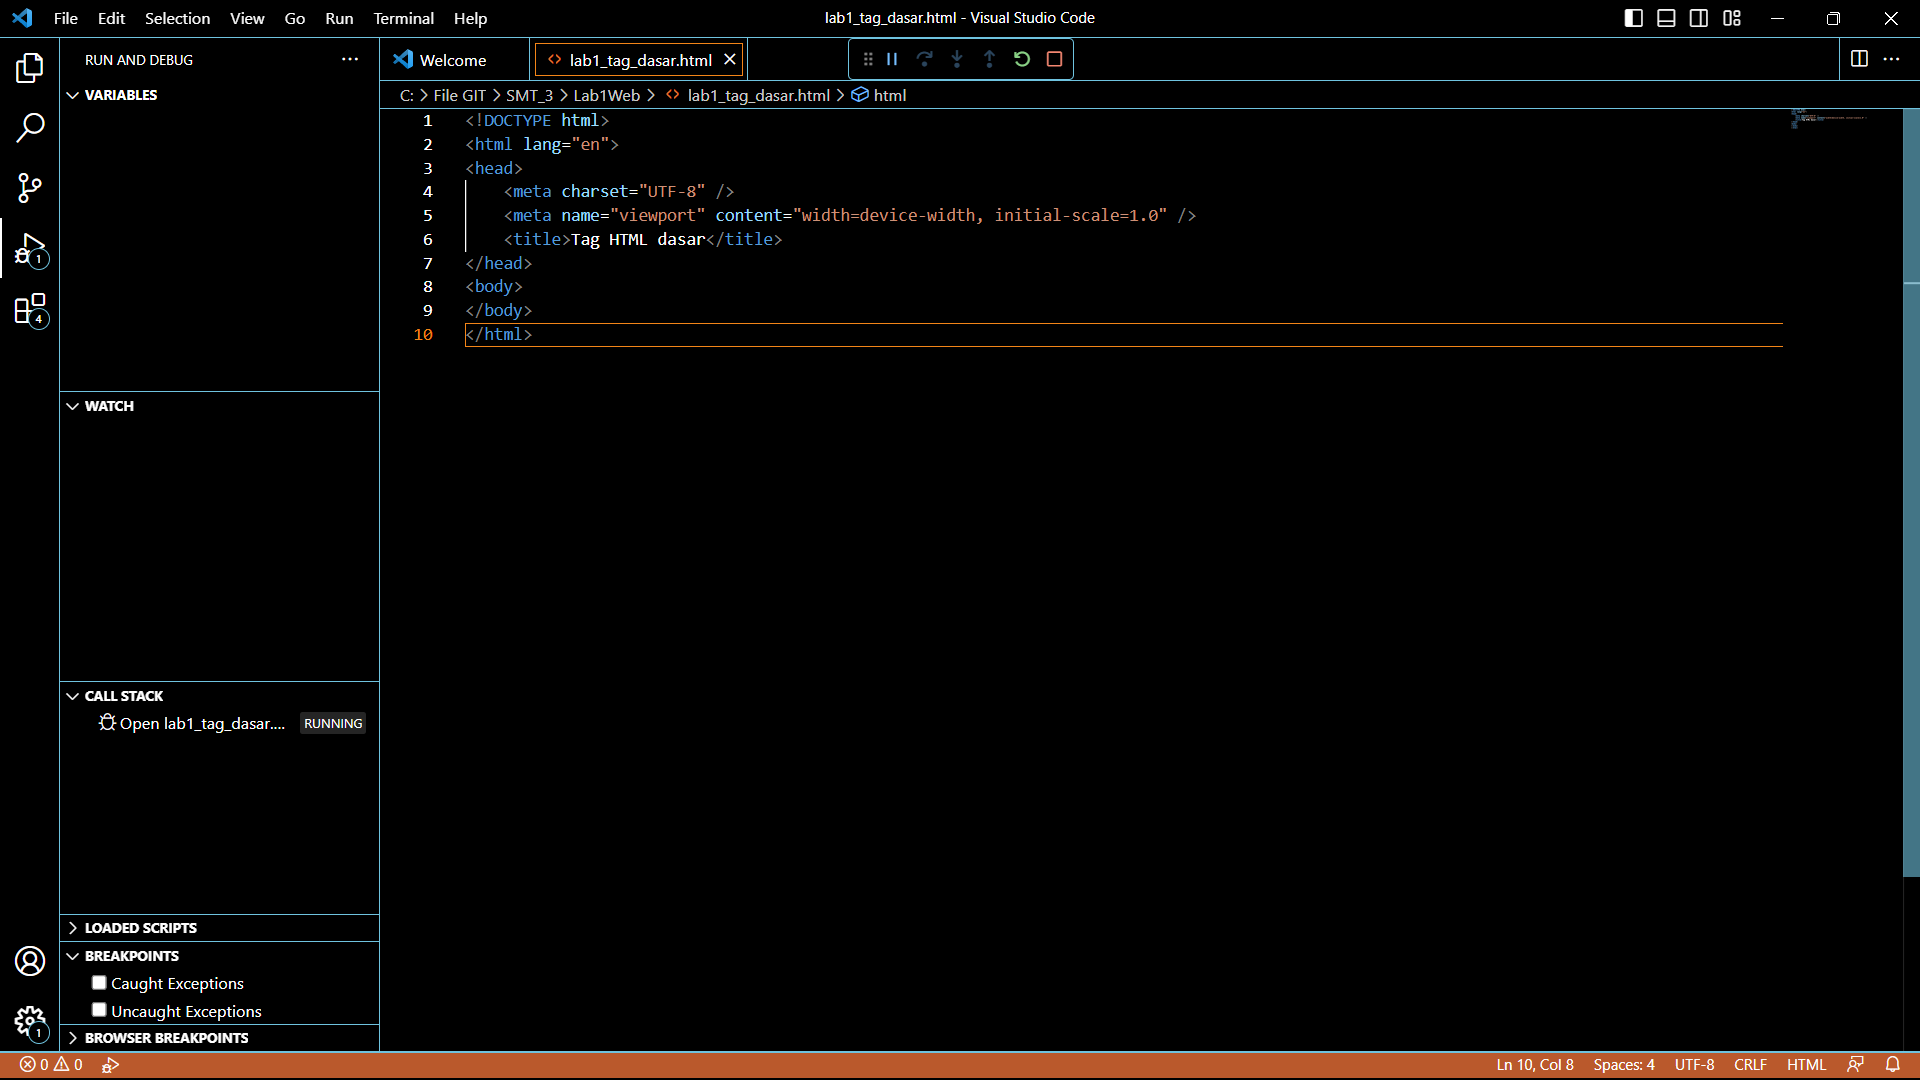 File Edit Selection View Go Run Terminal Help
lab1_tag_dasar.html - Visual Studio Code
RUN AND DEBUG
VARIABLES
WATCH
CALL STACK
Open lab1_tag_dasar.... RUNNING
LOADED SCRIPTS
BREAKPOINTS
Caught Exceptions
Uncaught Exceptions
BROWSER BREAKPOINTS
1
4
1
Welcome
<> lab1_tag_dasar.html
C: > File GIT > SMT_3 > Lab1Web > <> lab1_tag_dasar.html > html
1 <!DOCTYPE html>
2 <html lang="en">
3 <head>
4 <meta charset="UTF-8" />
5 <meta name="viewport" content="width=device-width, initial-scale=1.0" />
6 <title>Tag HTML dasar</title>
7 </head>
8 <body>
9 </body>
10 </html>
0 0
Ln 10, Col 8 Spaces: 4 UTF-8 CRLF HTML